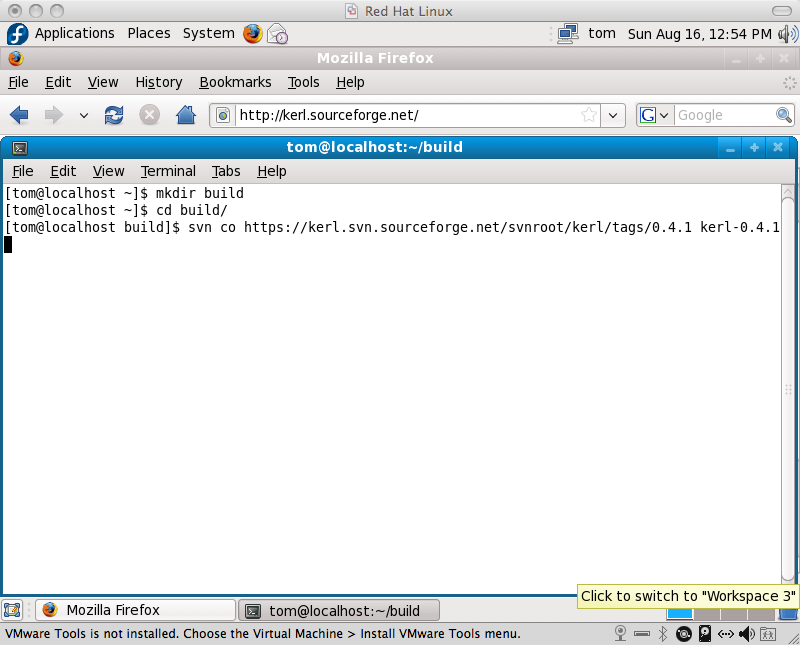 Red Hat Linux
Applications Places System tom Sun Aug 16, 12:54 PM
Mozilla Firefox
File Edit View History Bookmarks Tools Help
http://kerl.sourceforge.net/ G Google
tom@localhost:~/build
File Edit View Terminal Tabs Help
[tom@localhost ~]$ mkdir build
[tom@localhost ~]$ cd build/
[tom@localhost build]$ svn co https://kerl.svn.sourceforge.net/svnroot/kerl/tags/0.4.1 kerl-0.4.1
Click to switch to "Workspace 3"
Mozilla Firefox tom@localhost:~/build
VMware Tools is not installed. Choose the Virtual Machine > Install VMware Tools menu.